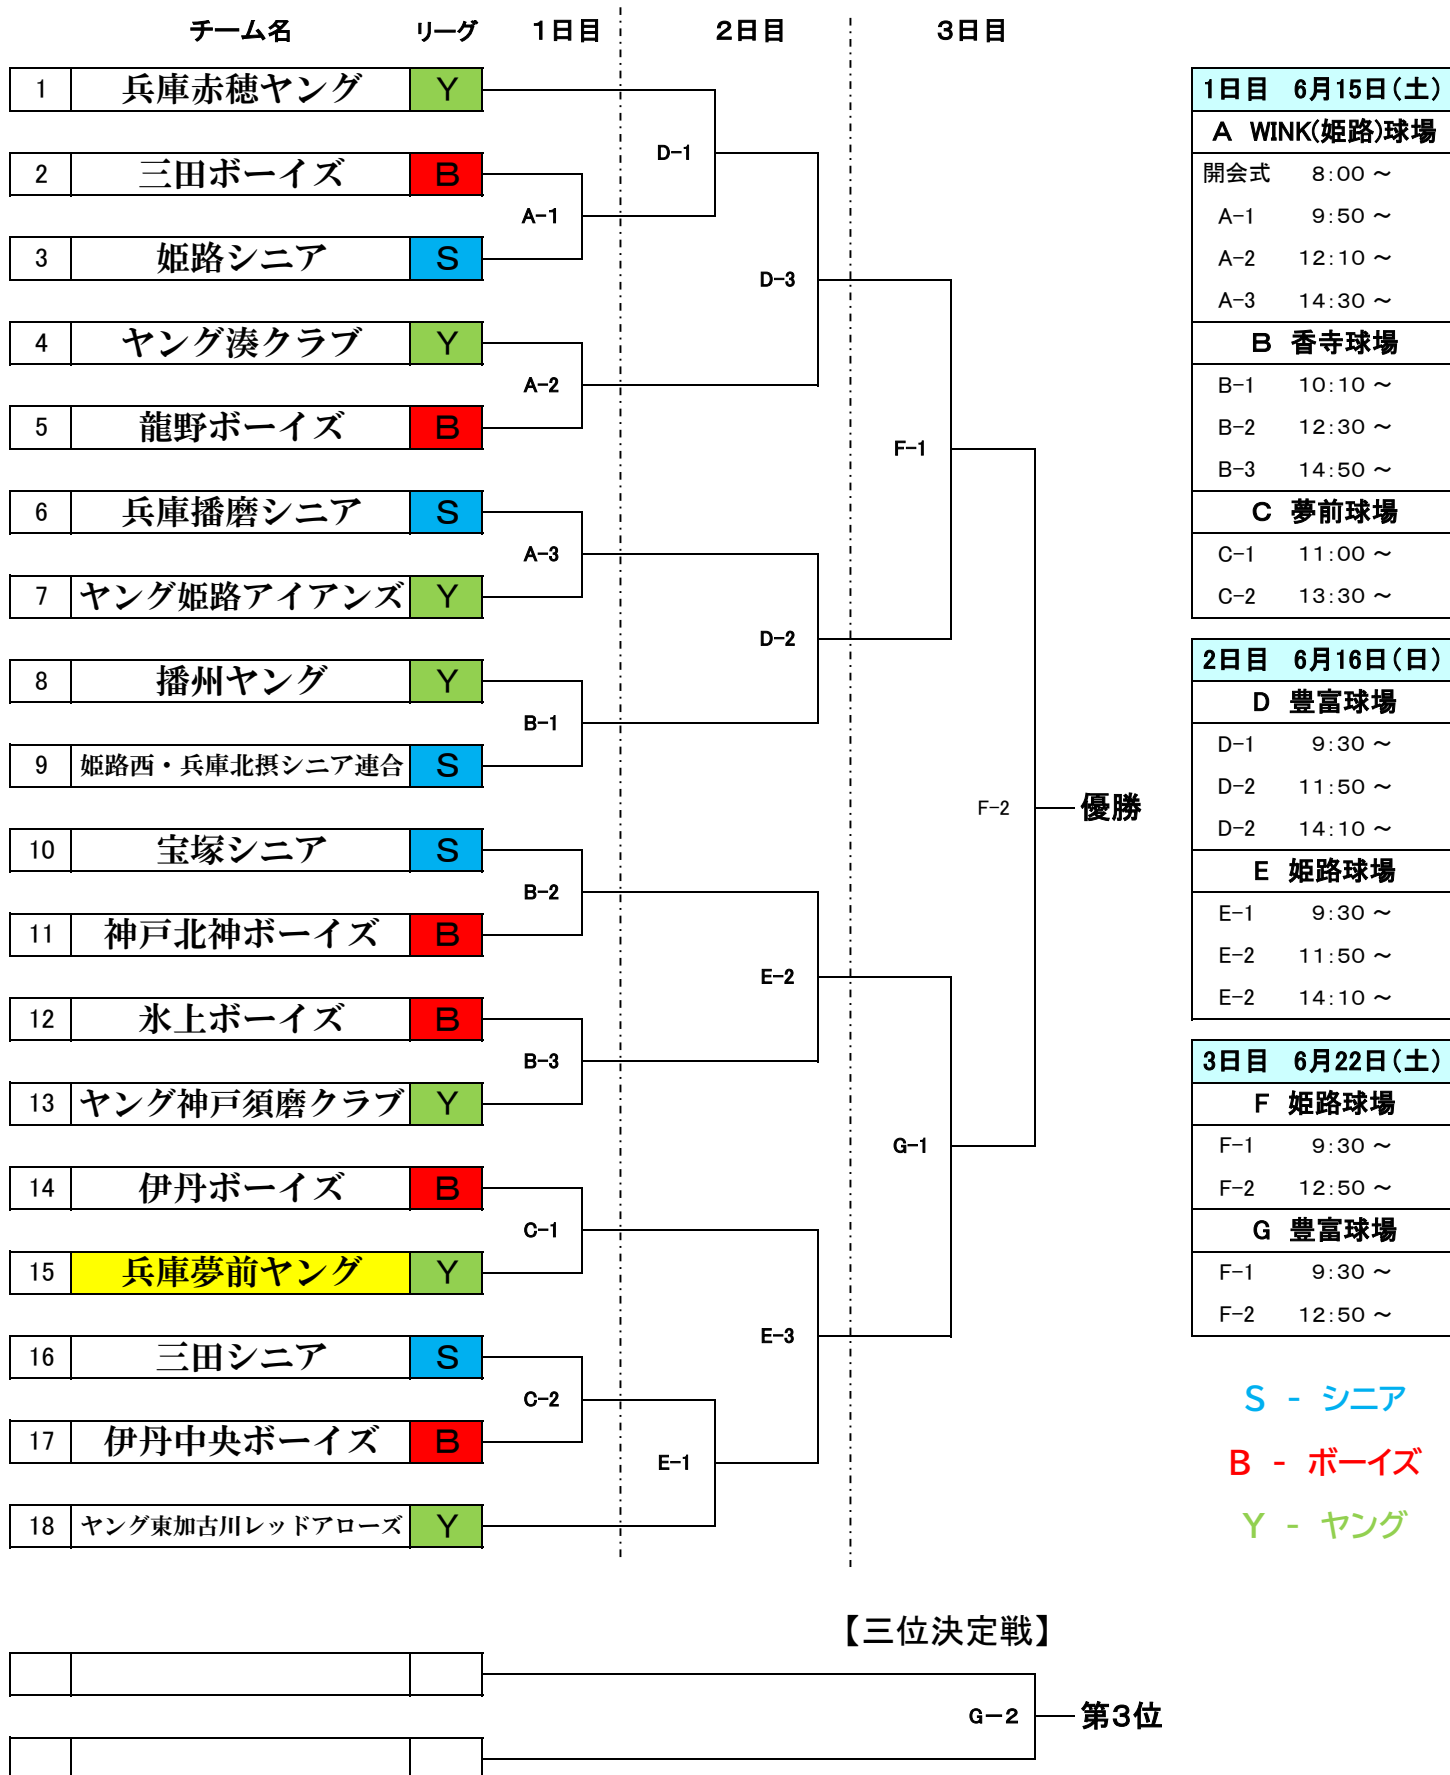 チーム名 リーグ 1日目 2日目 3日目
1 兵庫赤穂ヤング Y
2 三田ボーイズ B
3 姫路シニア S
4 ヤング湊クラブ Y
5 龍野ボーイズ B
6 兵庫播磨シニア S
7 ヤング姫路アイアンズ Y
8 播州ヤング Y
9 姫路西・兵庫北摂シニア連合 S
10 宝塚シニア S
11 神戸北神ボーイズ B
12 氷上ボーイズ B
13 ヤング神戸須磨クラブ Y
14 伊丹ボーイズ B
15 兵庫夢前ヤング Y
16 三田シニア S
17 伊丹中央ボーイズ B
18 ヤング東加古川レッドアローズ Y
A-1
A-2
A-3
B-1
B-2
B-3
C-1
C-2
D-1
D-3
D-2
E-2
E-3
E-1
F-1
G-1
F-2
優勝
1日目 6月15日(土)
A WINK(姫路)球場
開会式 8:00～
A-1 9:50～
A-2 12:10～
A-3 14:30～
B 香寺球場
B-1 10:10～
B-2 12:30～
B-3 14:50～
C 夢前球場
C-1 11:00～
C-2 13:30～
2日目 6月16日(日)
D 豊富球場
D-1 9:30～
D-2 11:50～
D-2 14:10～
E 姫路球場
E-1 9:30～
E-2 11:50～
E-2 14:10～
3日目 6月22日(土)
F 姫路球場
F-1 9:30～
F-2 12:50～
G 豊富球場
F-1 9:30～
F-2 12:50～
S - シニア
B - ボーイズ
Y - ヤング
【三位決定戦】
G－2
第3位